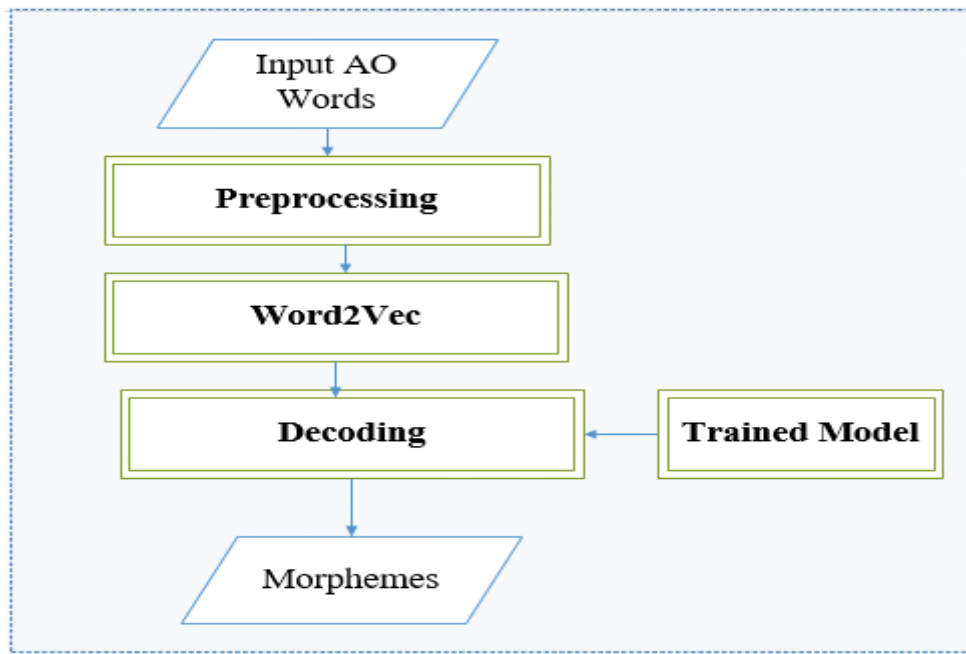 Input AO
Words
Preprocessing
Word2Vec
Decoding
Trained Model
Morphemes